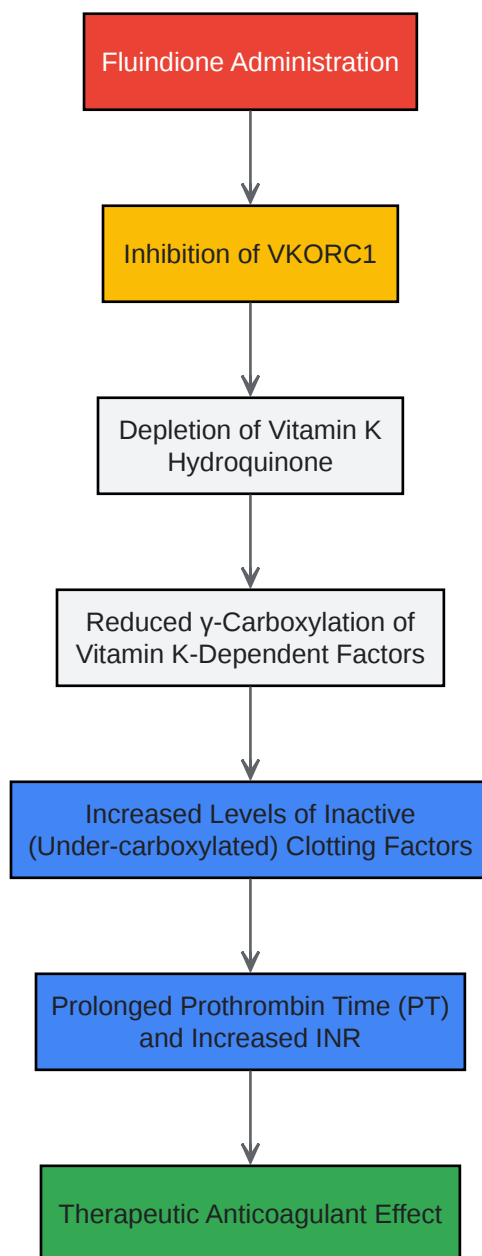 Fluindione Administration
Inhibition of VKORC1
Depletion of Vitamin K
Hydroquinone
Reduced γ-Carboxylation of
Vitamin K-Dependent Factors
Increased Levels of Inactive
(Under-carboxylated) Clotting Factors
Prolonged Prothrombin Time (PT)
and Increased INR
Therapeutic Anticoagulant Effect